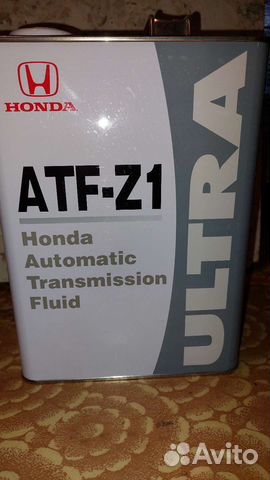 HONDA
ATF-Z1
Honda
Automatic
Transmission
Fluid
ULTRA
Avito